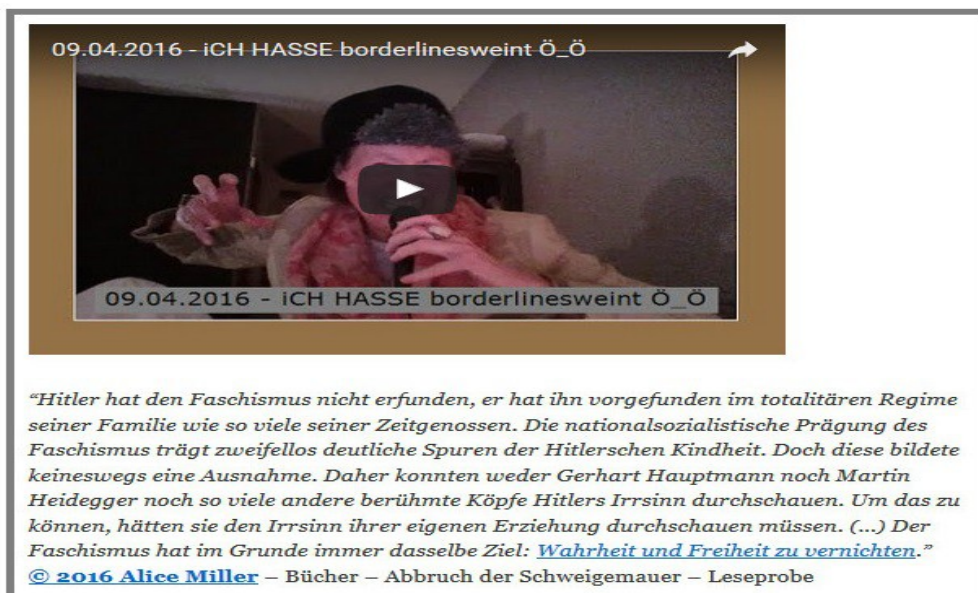 09.04.2016 - iCH HASSE borderlinesweint Ö_Ö
09.04.2016 - iCH HASSE borderlinesweint Ö_Ö
“Hitler hat den Faschismus nicht erfunden, er hat ihn vorgefunden im totalitären Regime
seiner Familie wie so viele seiner Zeitgenossen. Die nationalsozialistische Prägung des
Faschismus trägt zweifellos deutliche Spuren der Hitlerschen Kindheit. Doch diese bildete
keineswegs eine Ausnahme. Daher konnten weder Gerhart Hauptmann noch Martin
Heidegger noch so viele andere berühmte Köpfe Hitlers Irrsinn durchschauen. Um das zu
können, hätten sie den Irrsinn ihrer eigenen Erziehung durchschauen müssen. (...) Der
Faschismus hat im Grunde immer dasselbe Ziel: Wahrheit und Freiheit zu vernichten.”
© 2016 Alice Miller – Bücher – Abbruch der Schweigemauer – Leseprobe